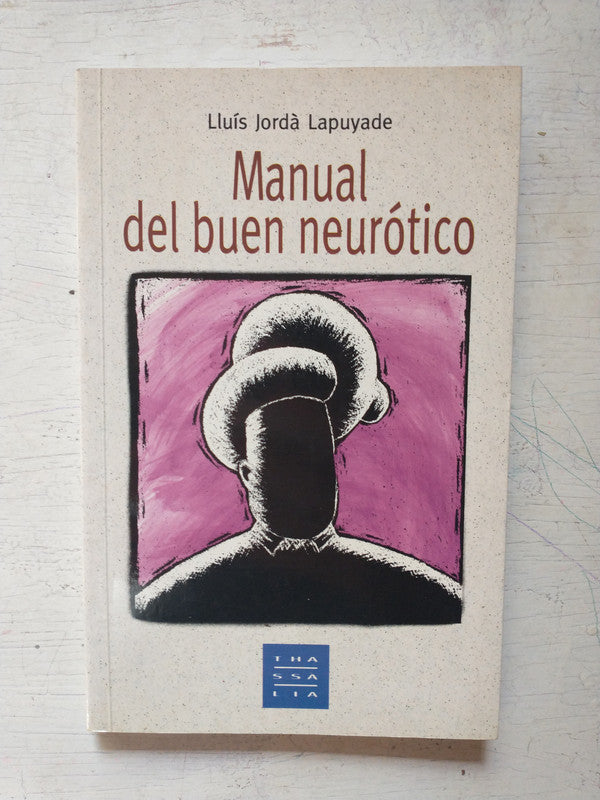 Lluís Jordà Lapuyade
Manual
del buen neurótico
THA
SSA
LIA